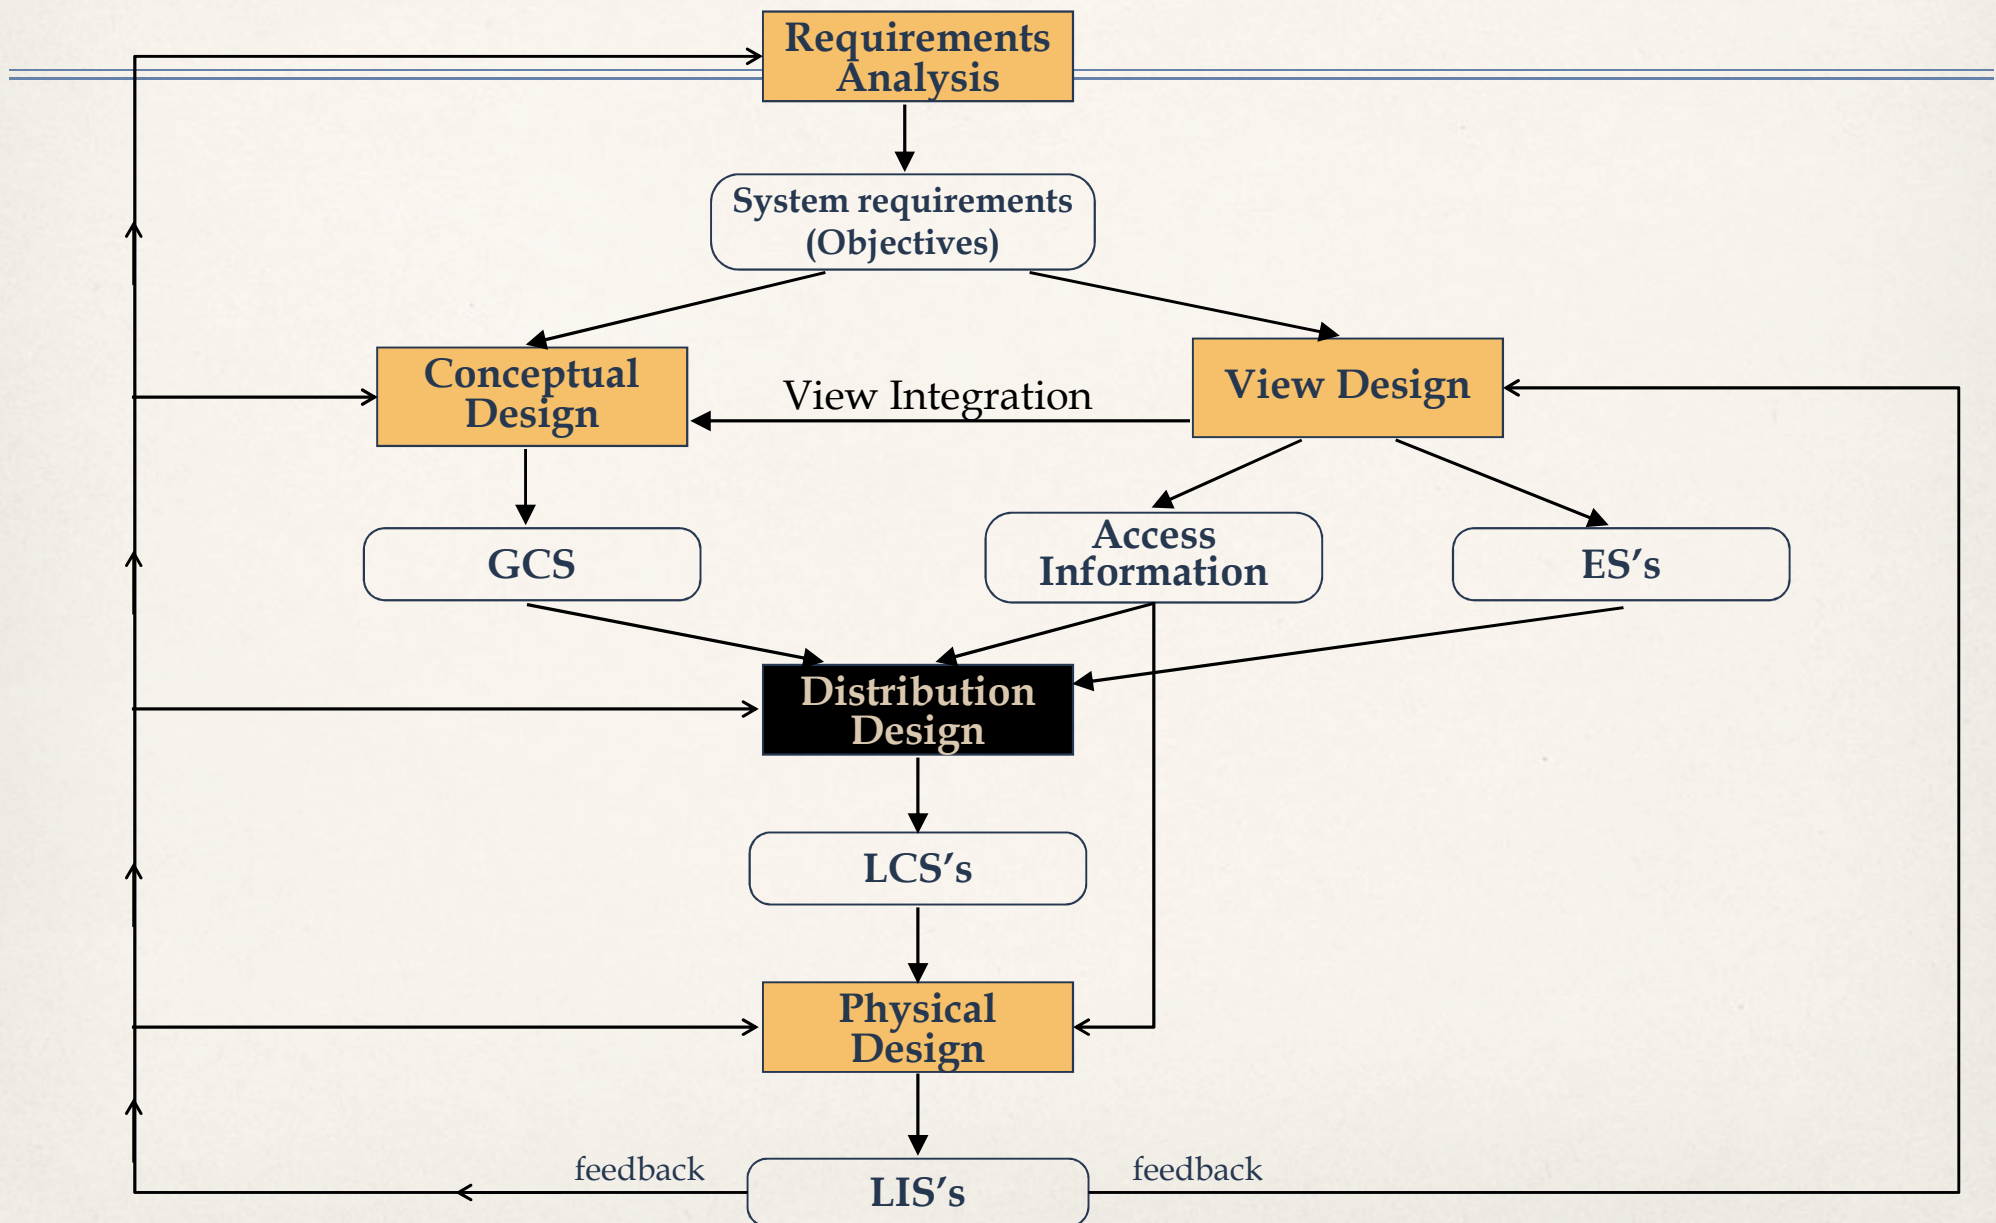 Requirements
Analysis
System requirements
(Objectives)
Conceptual
Design
View Integration
View Design
GCS
Access
Information
ES’s
Distribution
Design
LCS’s
Physical
Design
feedback
LIS’s
feedback